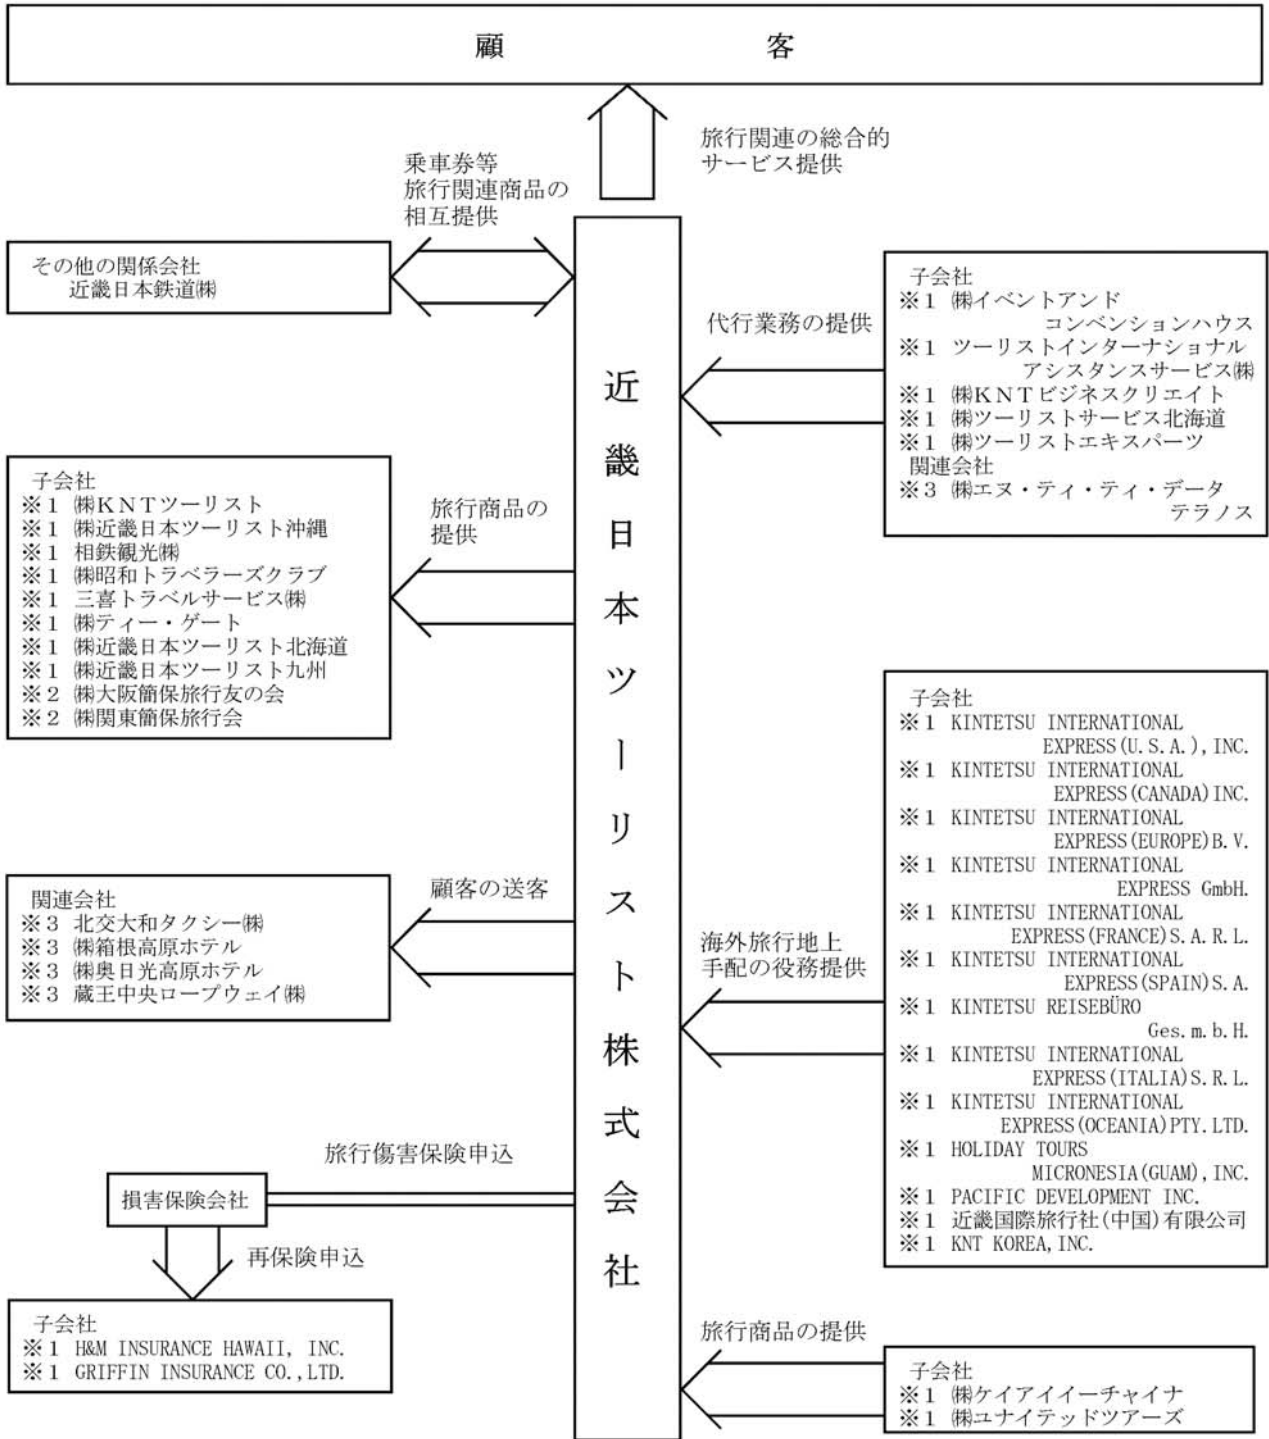 顧客
旅行関連の総合的
サービス提供
乗車券等
旅行関連商品の
相互提供
その他の関係会社
近畿日本鉄道㈱
近畿日本ツーリスト株式会社
代行業務の提供
子会社
※1 ㈱イベントアンド
コンベンションハウス
※1 ツーリストインターナショナル
アシスタンスサービス㈱
※1 ㈱KNTビジネスクリエイト
※1 ㈱ツーリストサービス北海道
※1 ㈱ツーリストエキスパーツ
関連会社
※3 ㈱エヌ・ティ・ティ・データ
テラノス
子会社
※1 ㈱KNTツーリスト
※1 ㈱近畿日本ツーリスト沖縄
※1 相鉄観光㈱
※1 ㈱昭和トラベラーズクラブ
※1 三喜トラベルサービス㈱
※1 ㈱ティー・ゲート
※1 ㈱近畿日本ツーリスト北海道
※1 ㈱近畿日本ツーリスト九州
※2 ㈱大阪簡保旅行友の会
※2 ㈱関東簡保旅行会
旅行商品の
提供
関連会社
※3 北交大和タクシー㈱
※3 ㈱箱根高原ホテル
※3 ㈱奥日光高原ホテル
※3 蔵王中央ロープウェイ㈱
顧客の送客
海外旅行地上
手配の役務提供
子会社
※1 KINTETSU INTERNATIONAL
EXPRESS(U.S.A.),INC.
※1 KINTETSU INTERNATIONAL
EXPRESS(CANADA)INC.
※1 KINTETSU INTERNATIONAL
EXPRESS(EUROPE)B.V.
※1 KINTETSU INTERNATIONAL
EXPRESS GmbH.
※1 KINTETSU INTERNATIONAL
EXPRESS(FRANCE)S.A.R.L.
※1 KINTETSU INTERNATIONAL
EXPRESS(SPAIN)S.A.
※1 KINTETSU REISEBÜRO
Ges.m.b.H.
※1 KINTETSU INTERNATIONAL
EXPRESS(ITALIA)S.R.L.
※1 KINTETSU INTERNATIONAL
EXPRESS(OCEANIA)PTY.LTD.
※1 HOLIDAY TOURS
MICRONESIA(GUAM),INC.
※1 PACIFIC DEVELOPMENT INC.
※1 近畿国際旅行社(中国)有限公司
※1 KNT KOREA,INC.
旅行傷害保険申込
損害保険会社
再保険申込
子会社
※1 H&M INSURANCE HAWAII, INC.
※1 GRIFFIN INSURANCE CO.,LTD.
旅行商品の提供
子会社
※1 ㈱ケイアイイーチャイナ
※1 ㈱ユナイテッドツアーズ